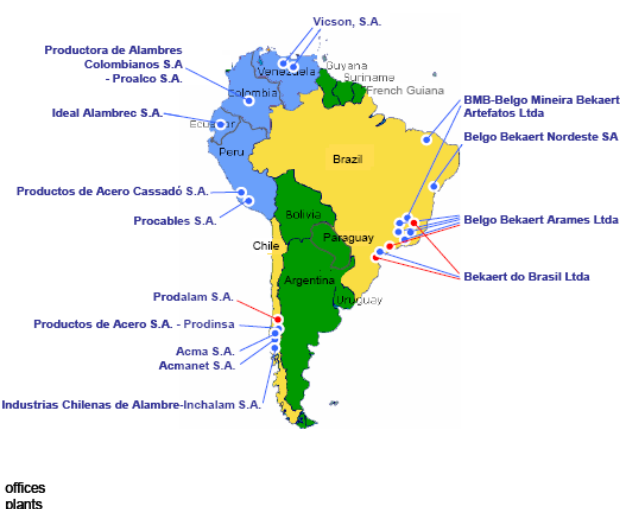 Vicson, S.A.
Productora de Alambres
Colombianos S.A
- Proalco S.A.
Ideal Alambrec S.A.
Productos de Acero Cassadó S.A.
Procables S.A.
Venezuela
Guyana
Suriname
French Guiana
Colombia
Ecuador
Peru
Brazil
Bolivia
Paraguay
Chile
Argentina
Uruguay
BMB-Belgo Mineira Bekaert
Artefatos Ltda
Belgo Bekaert Nordeste SA
Belgo Bekaert Arames Ltda
Bekaert do Brasil Ltda
Prodalam S.A.
Productos de Acero S.A. - Prodinsa
Acma S.A.
Acmanet S.A.
Industrias Chilenas de Alambre-Inchalam S.A.
offices
plants